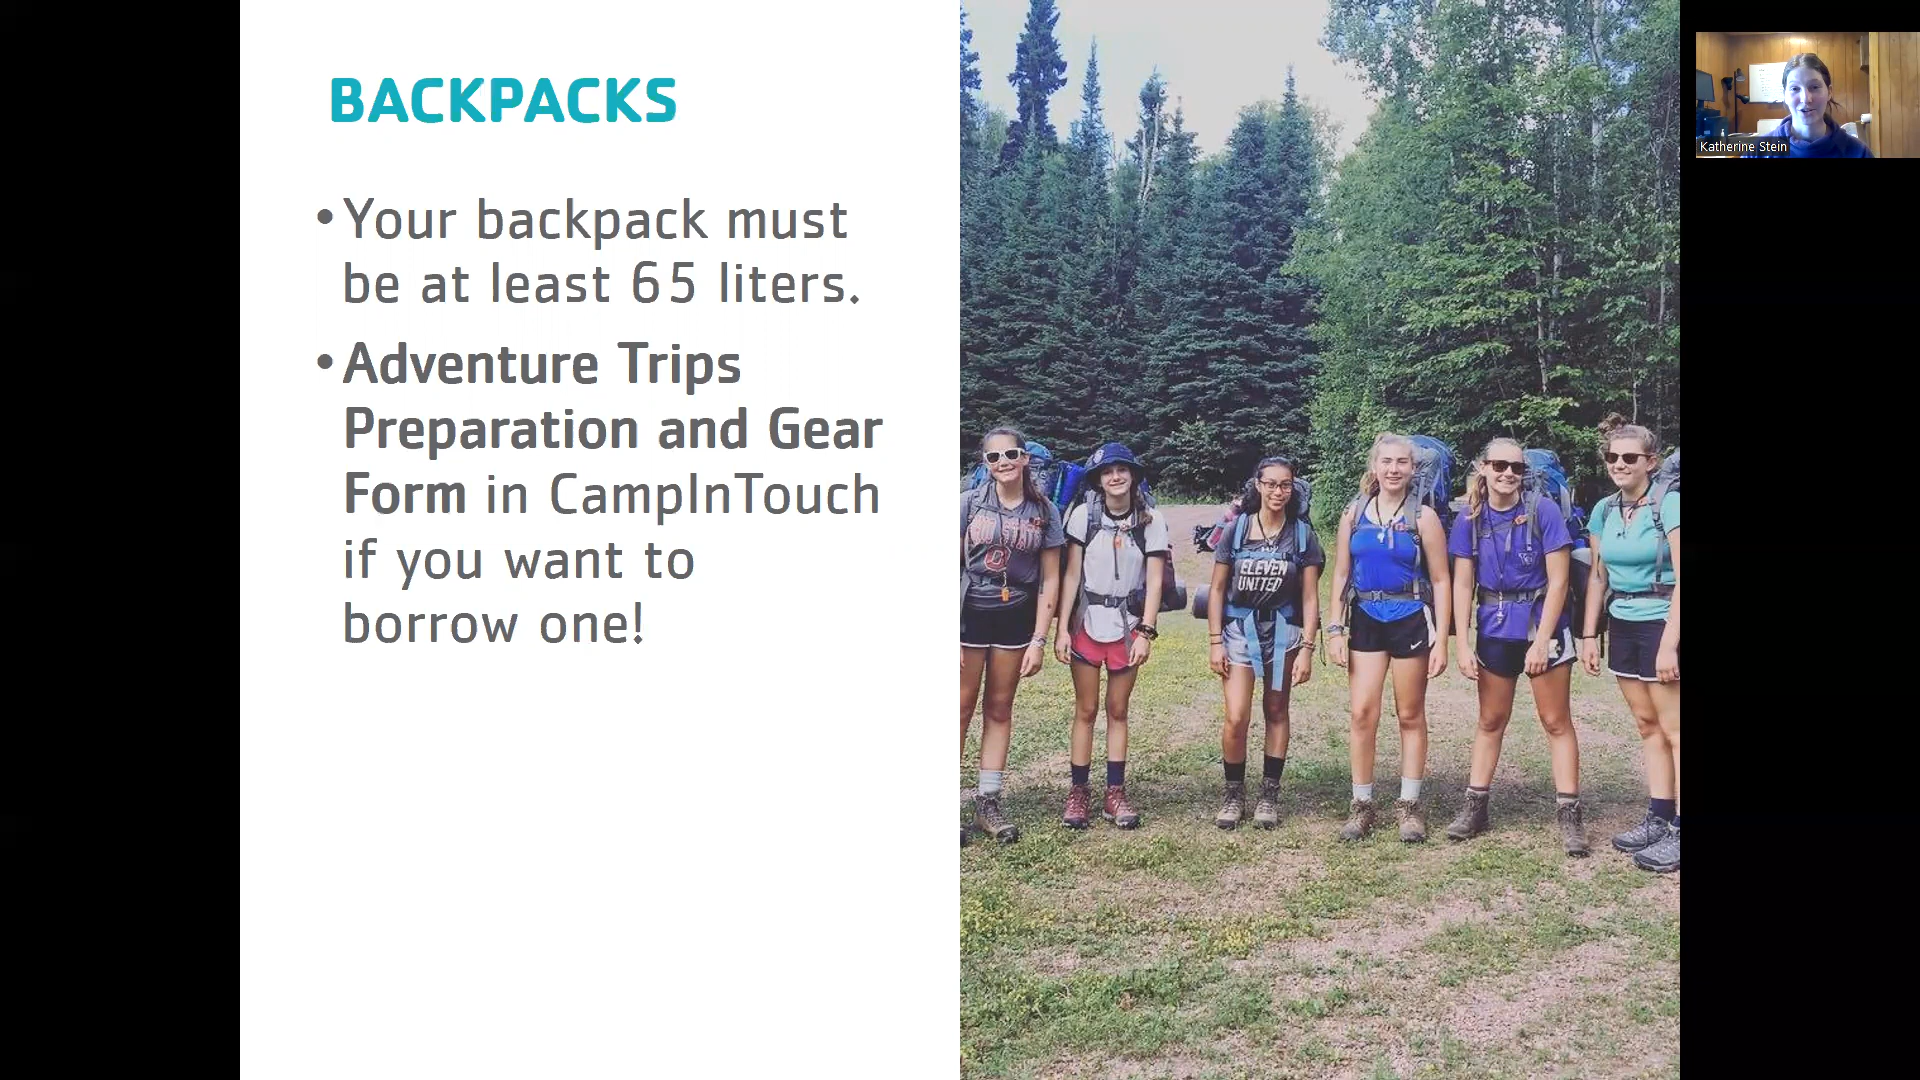 BACKPACKS
• Your backpack must
be at least 65 liters.
• Adventure Trips
Preparation and Gear
Form in CampInTouch
if you want to
borrow one!
Katherine Stein
ELEVEN
UNITED